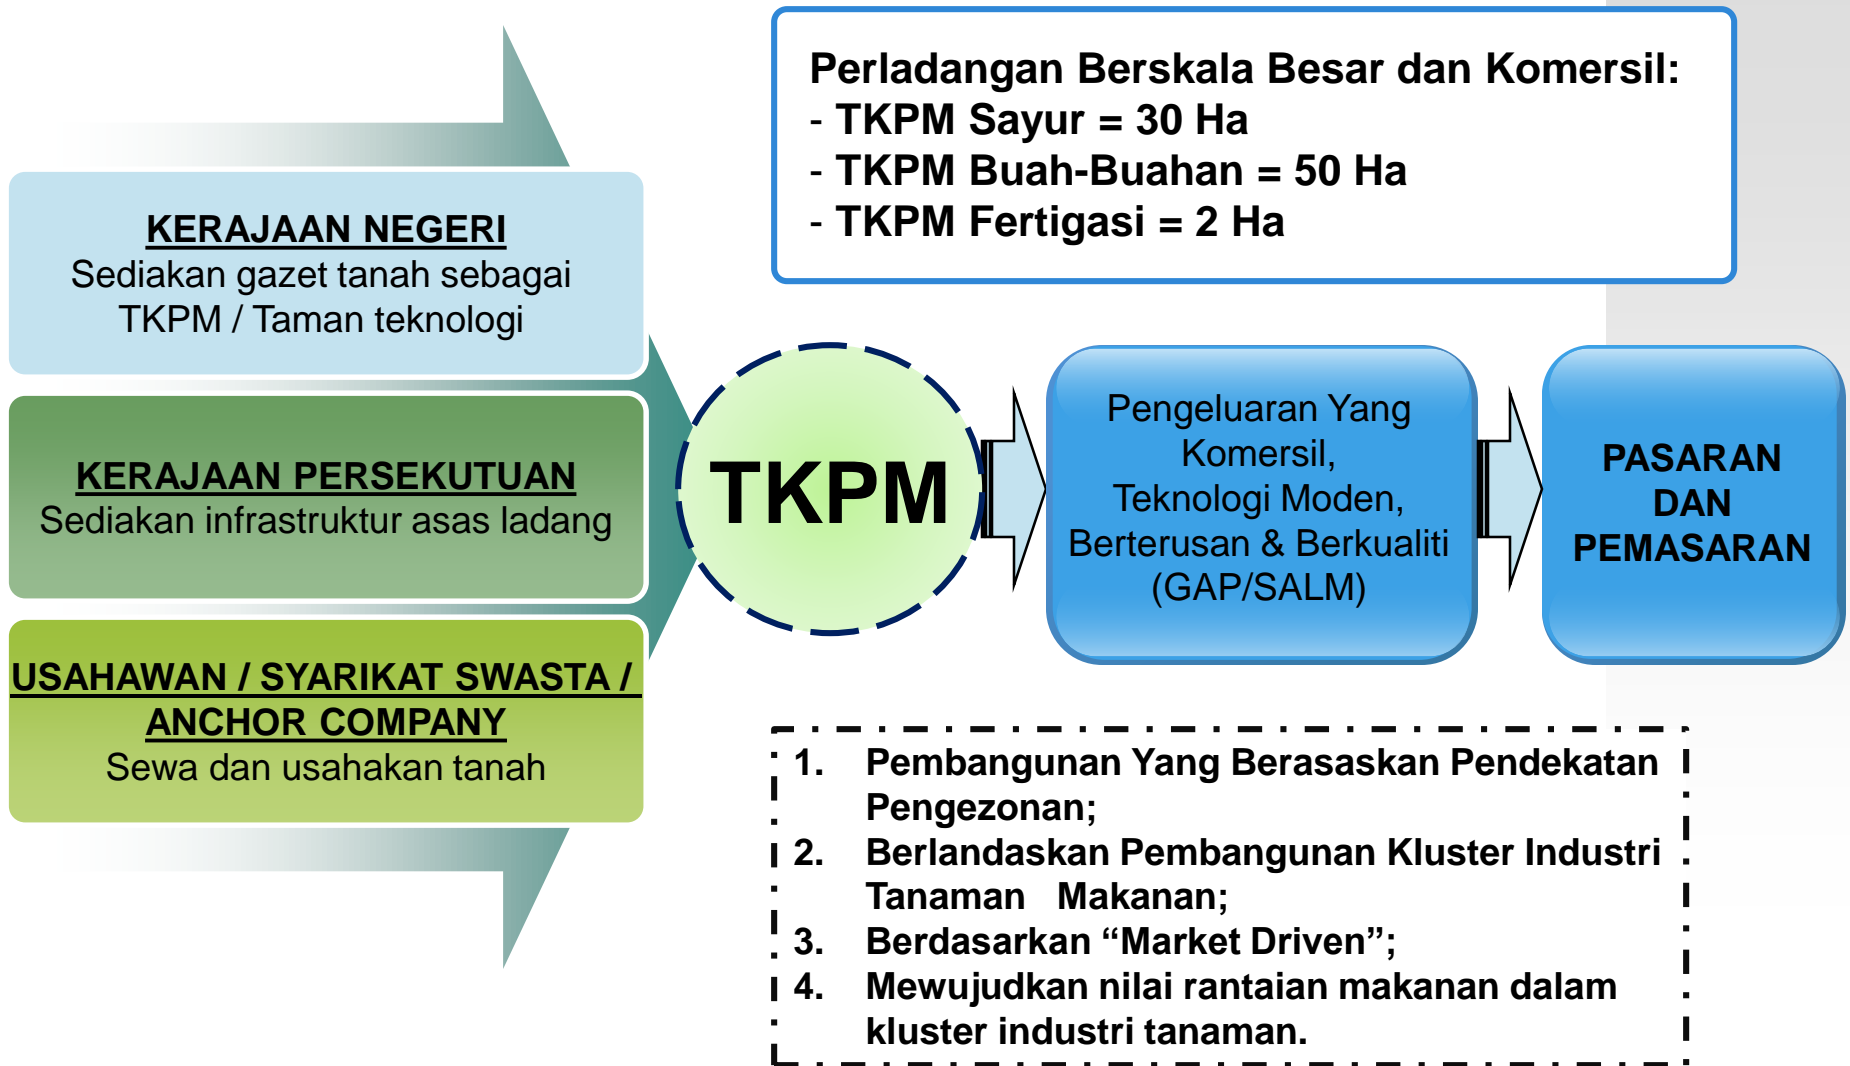 Perladangan Berskala Besar dan Komersil:
- TKPM Sayur = 30 Ha
- TKPM Buah-Buahan = 50 Ha
- TKPM Fertigasi = 2 Ha
KERAJAAN NEGERI
Sediakan gazet tanah sebagai
TKPM / Taman teknologi
KERAJAAN PERSEKUTUAN
Sediakan infrastruktur asas ladang
USAHAWAN / SYARIKAT SWASTA /
ANCHOR COMPANY
Sewa dan usahakan tanah
TKPM
Pengeluaran Yang
Komersil,
Teknologi Moden,
Berterusan & Berkualiti
(GAP/SALM)
PASARAN
DAN
PEMASARAN
1. Pembangunan Yang Berasaskan Pendekatan
Pengezonan;
2. Berlandaskan Pembangunan Kluster Industri
Tanaman Makanan;
3. Berdasarkan “Market Driven”;
4. Mewujudkan nilai rantaian makanan dalam
kluster industri tanaman.